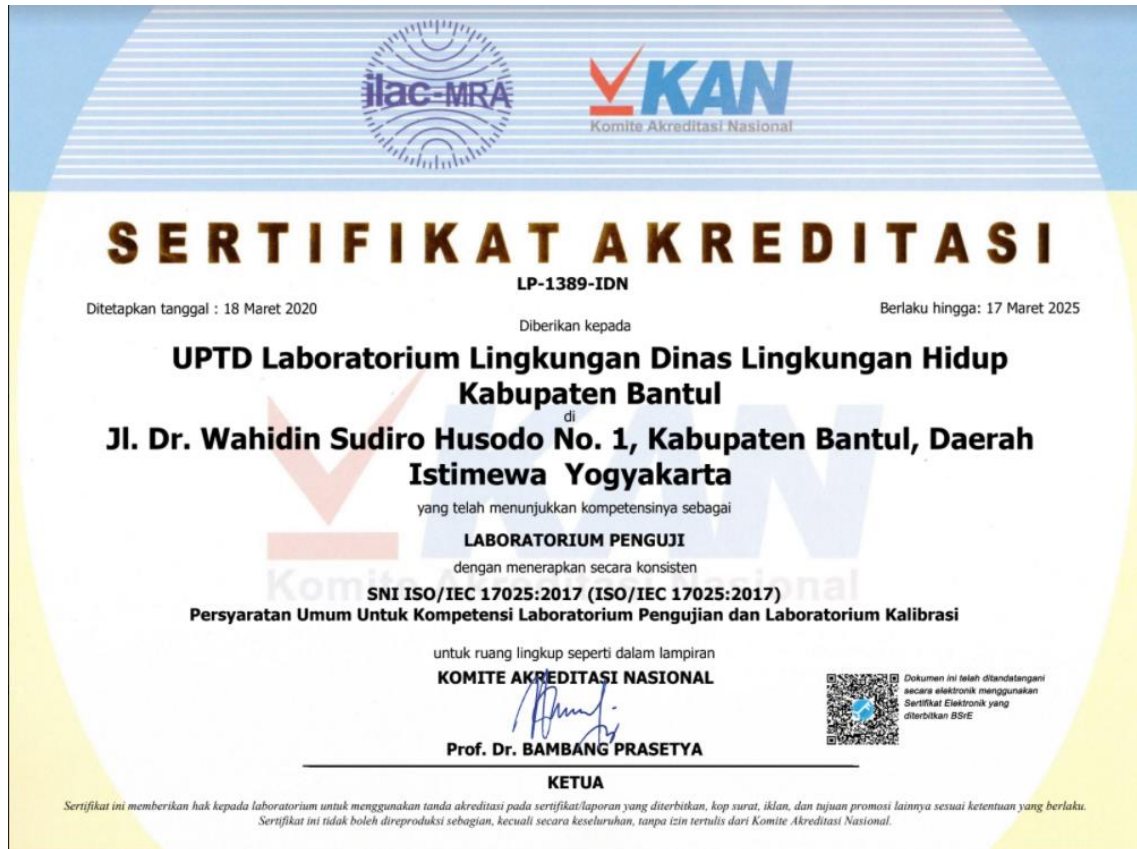 ilac-MRA
KAN
Komite Akreditasi Nasional
SERTIFIKAT AKREDITASI
LP-1389-IDN
Ditetapkan tanggal : 18 Maret 2020
Berlaku hingga: 17 Maret 2025
Diberikan kepada
UPTD Laboratorium Lingkungan Dinas Lingkungan Hidup
Kabupaten Bantul
di
Jl. Dr. Wahidin Sudiro Husodo No. 1, Kabupaten Bantul, Daerah
Istimewa Yogyakarta
yang telah menunjukkan kompetensinya sebagai
LABORATORIUM PENGUJI
dengan menerapkan secara konsisten
KAN
Komite Akreditasi Nasional
SNI ISO/IEC 17025:2017 (ISO/IEC 17025:2017)
Persyaratan Umum Untuk Kompetensi Laboratorium Pengujian dan Laboratorium Kalibrasi
untuk ruang lingkup seperti dalam lampiran
KOMITE AKREDITASI NASIONAL
Dokumen ini telah ditandatangani
secara elektronik menggunakan
Sertifikat Elektronik yang
diterbitkan BSrE
Prof. Dr. BAMBANG PRASETYA
KETUA
Sertifikat ini memberikan hak kepada laboratorium untuk menggunakan tanda akreditasi pada sertifikat/laporan yang diterbitkan, kop surat, iklan, dan tujuan promosi lainnya sesuai ketentuan yang berlaku.
Sertifikat ini tidak boleh direproduksi sebagian, kecuali secara keseluruhan, tanpa izin tertulis dari Komite Akreditasi Nasional.